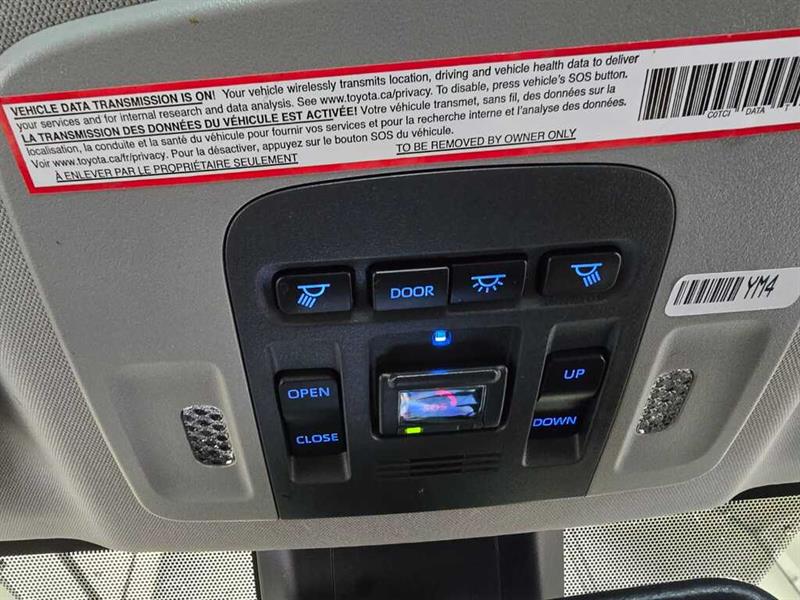 VEHICLE DATA TRANSMISSION IS ON! Your vehicle wirelessly transmits location, driving and vehicle health data to deliver
your services and for internal research and data analysis. See www.toyota.ca/privacy. To disable, press vehicle's SOS button.
LA TRANSMISSION DES DONNÉES DU VÉHICULE EST ACTIVÉE! Votre véhicule transmet, sans fil, des données sur la
localisation, la conduite et la santé du véhicule pour fournir vos services et pour la recherche interne et l'analyse des données.
Voir www.toyota.ca/fr/privacy. Pour la désactiver, appuyez sur le bouton SOS du véhicule.
À ENLEVER PAR LE PROPRIÉTAIRE SEULEMENT TO BE REMOVED BY OWNER ONLY
C0TCI DATA T
YM4
DOOR
OPEN
CLOSE
SOS
UP
DOWN